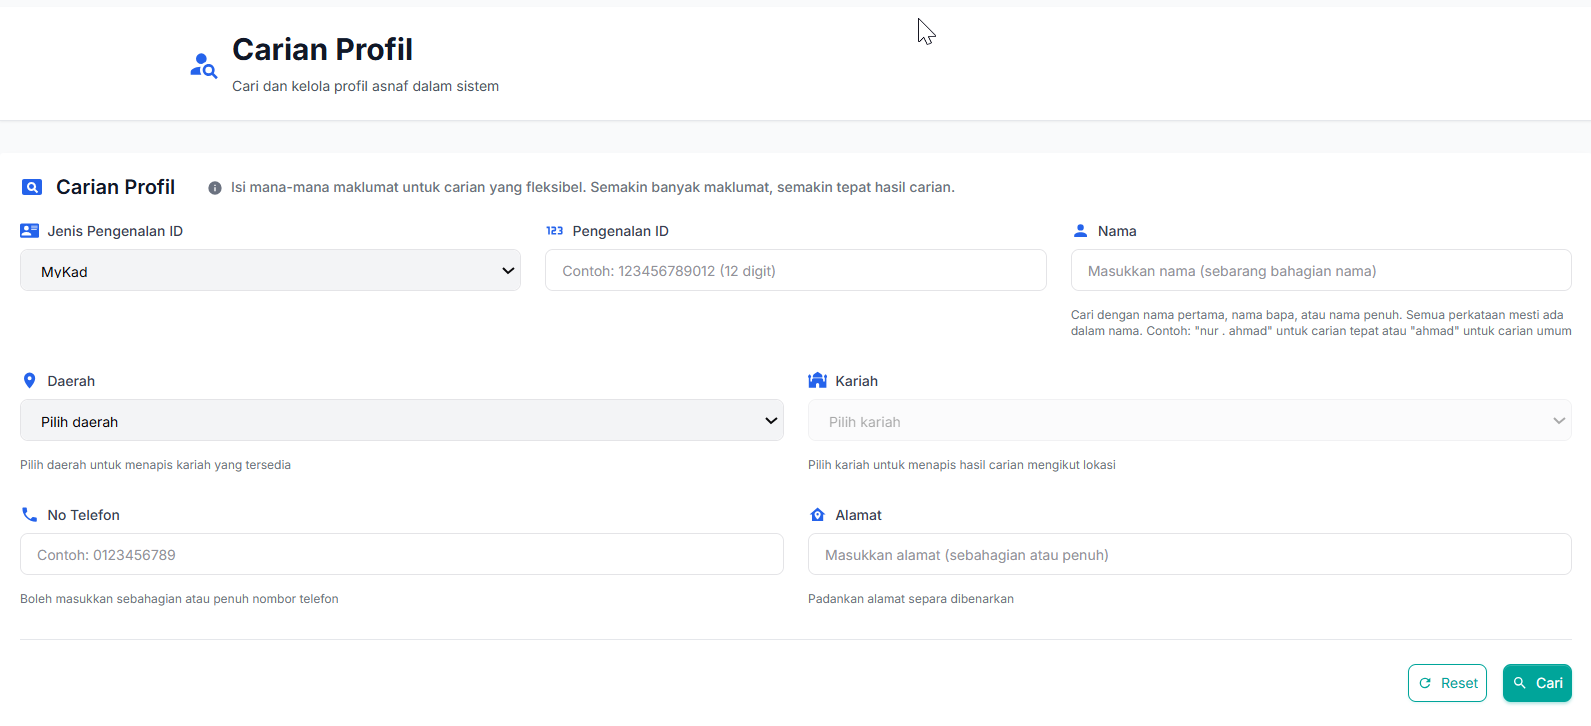 Carian Profil
Cari dan kelola profil asnaf dalam sistem
Carian Profil
Isi mana-mana maklumat untuk carian yang fleksibel. Semakin banyak maklumat, semakin tepat hasil carian.
Jenis Pengenalan ID
MyKad
123 Pengenalan ID
Contoh: 123456789012 (12 digit)
Nama
Masukkan nama (sebarang bahagian nama)
Cari dengan nama pertama, nama bapa, atau nama penuh. Semua perkataan mesti ada
dalam nama. Contoh: "nur . ahmad" untuk carian tepat atau "ahmad" untuk carian umum
Daerah
Pilih daerah
Pilih daerah untuk menapis kariah yang tersedia
Kariah
Pilih kariah
Pilih kariah untuk menapis hasil carian mengikut lokasi
No Telefon
Contoh: 0123456789
Boleh masukkan sebahagian atau penuh nombor telefon
Alamat
Masukkan alamat (sebahagian atau penuh)
Padankan alamat separa dibenarkan
Reset
Cari